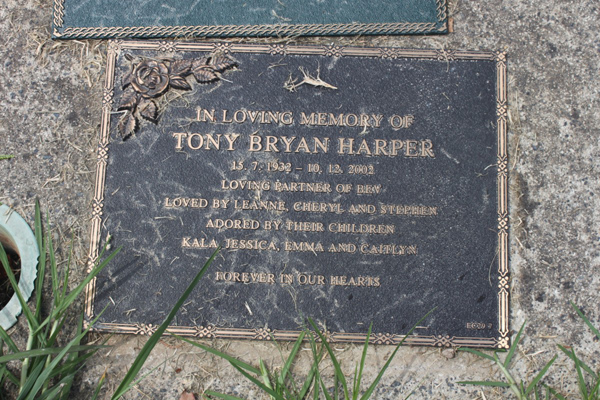 IN LOVING MEMORY OF
TONY BRYAN HARPER
15. 7. 1932 – 10. 12. 2002
LOVING PARTNER OF BEV
LOVED BY LEANNE, CHERYL AND STEPHEN
ADORED BY THEIR CHILDREN
KALA, JESSICA, EMMA AND CAITLYN
FOREVER IN OUR HEARTS